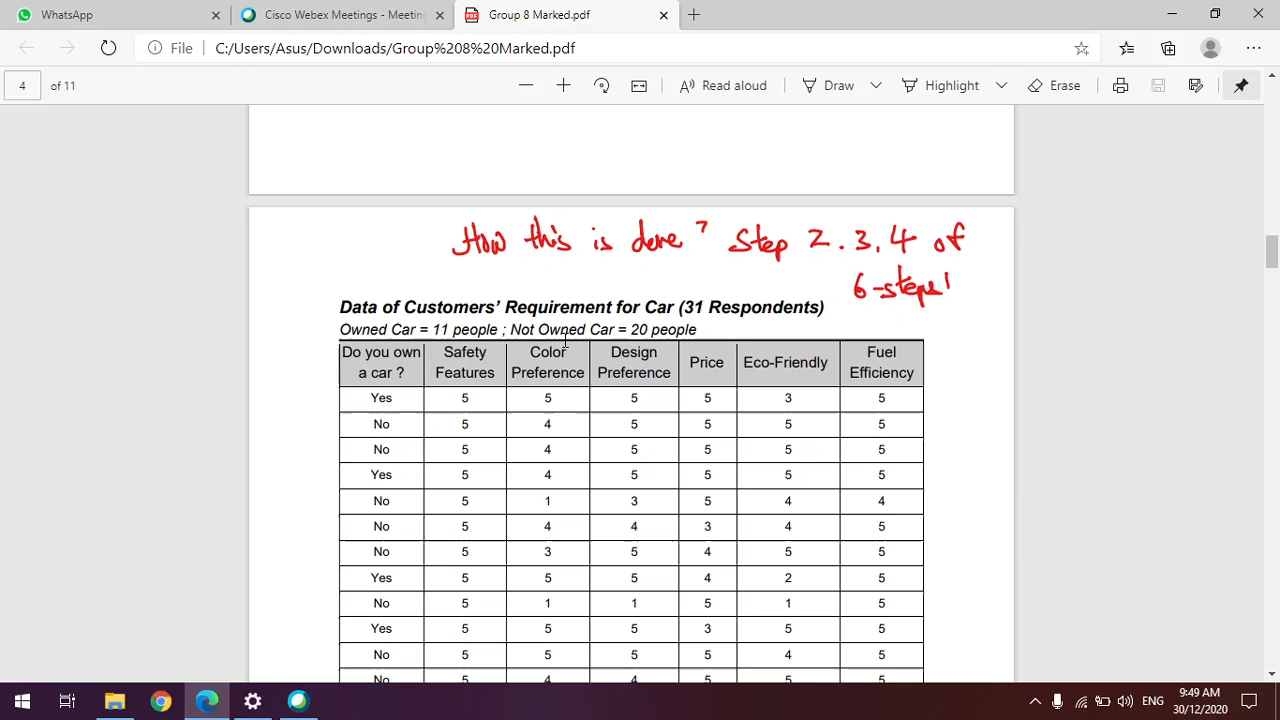 WhatsApp
Cisco Webex Meetings - Meeting
Group 8 Marked.pdf
File C:/Users/Asus/Downloads/Group%208%20Marked.pdf
4 of 11 Read aloud Draw Highlight Erase
How this is done? Step 2.3,4 of
6-steps!
Data of Customers’ Requirement for Car (31 Respondents)
Owned Car = 11 people ; Not Owned Car = 20 people
Do you own a car ? Safety Features Color Preference Design Preference Price Eco-Friendly Fuel Efficiency
Yes 5 5 5 5 3 5
No 5 4 5 5 5 5
No 5 4 5 5 5 5
Yes 5 4 5 5 5 5
No 5 1 3 5 4 4
No 5 4 4 3 4 5
No 5 3 5 4 5 5
Yes 5 5 5 4 2 5
No 5 1 1 5 1 5
Yes 5 5 5 3 5 5
No 5 5 5 5 4 5
No 5 4 4 5 5 5
ENG 9:49 AM
30/12/2020